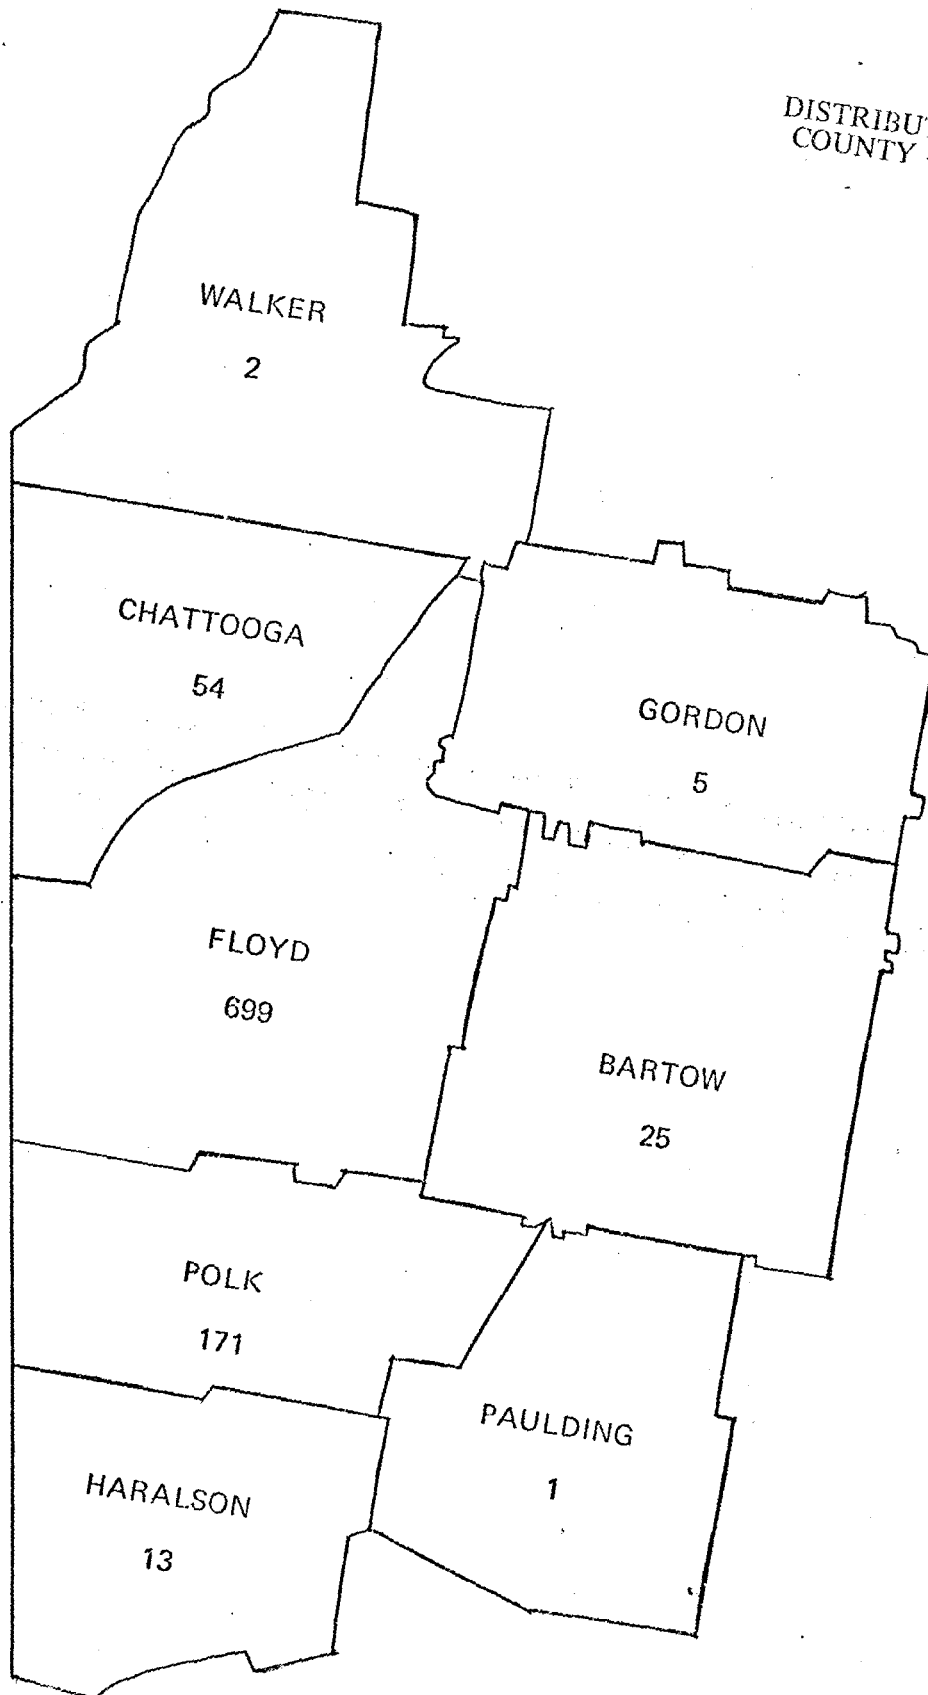 DISTRIBU
COUNTY
WALKER
2
CHATTOOGA
54
GORDON
5
FLOYD
699
BARTOW
25
POLK
171
PAULDING
1
HARALSON
13